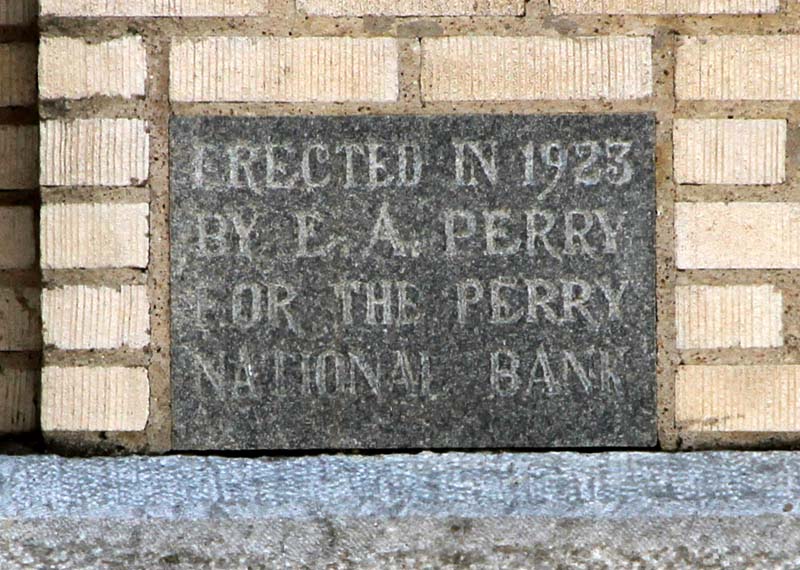 ERECTED IN 1923
BY E. A. PERRY
FOR THE PERRY
NATIONAL BANK